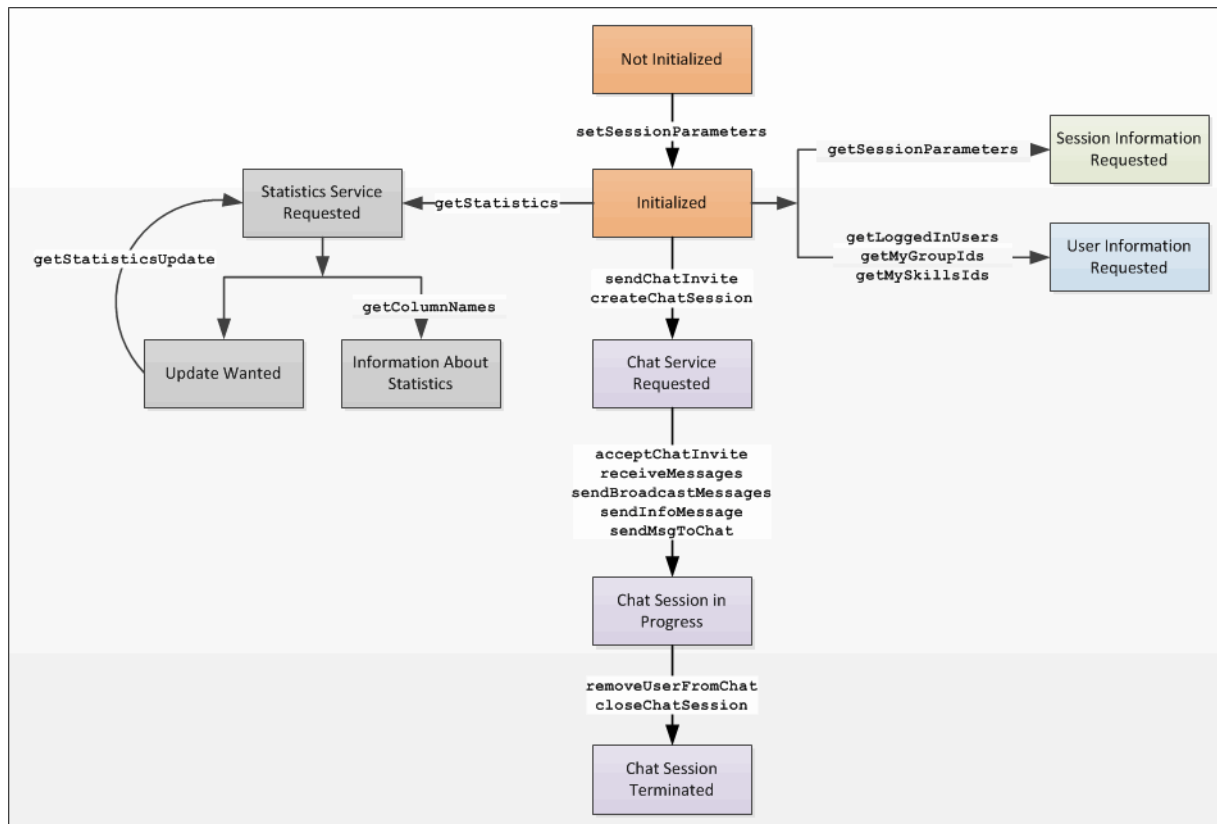 Not Initialized
setSessionParameters
getSessionParameters
Session Information
Requested
Statistics Service
Requested
getStatistics
Initialized
getLoggedInUsers
getMyGroupIds
getMySkillsIds
User Information
Requested
getStatisticsUpdate
sendChatInvite
createChatSession
getColumnNames
Update Wanted
Information About
Statistics
Chat Service
Requested
acceptChatInvite
receiveMessages
sendBroadcastMessages
sendInfoMessage
sendMsgToChat
Chat Session in
Progress
removeUserFromChat
closeChatSession
Chat Session
Terminated